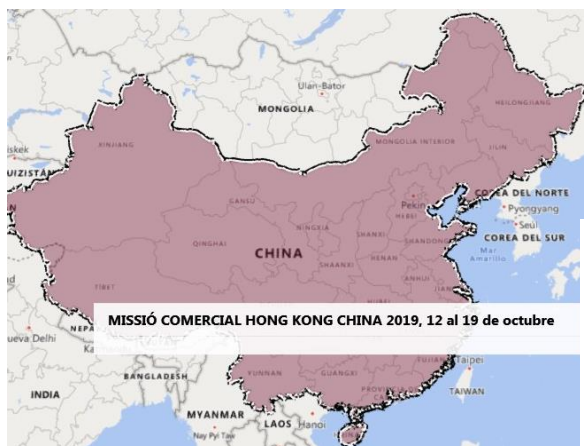 Ulan-Bator
MONGOLIA
HEILONGJIANG
XINJIANG
MONGOLIA INTERIOR
JILIN
GANSU
Pekín
HEBEI
COREA DEL NORTE
Pyongyang
Seúl
COREA DEL SUR
Mar
Amarillo
NINGXIA
SHANXI
SHANDONG
QINGHAI
CHINA
SHAANXI
HENAN
TIBET
MISSIÓ COMERCIAL HONG KONG CHINA 2019, 12 al 19 de octubre
ueva Delhi
BANGLADESH
YUNNAN
GUANGXI
Taipei
TAIWAN
INDIA
MYANMAR
LAOS
Hanoi
Nay Pyi Taw